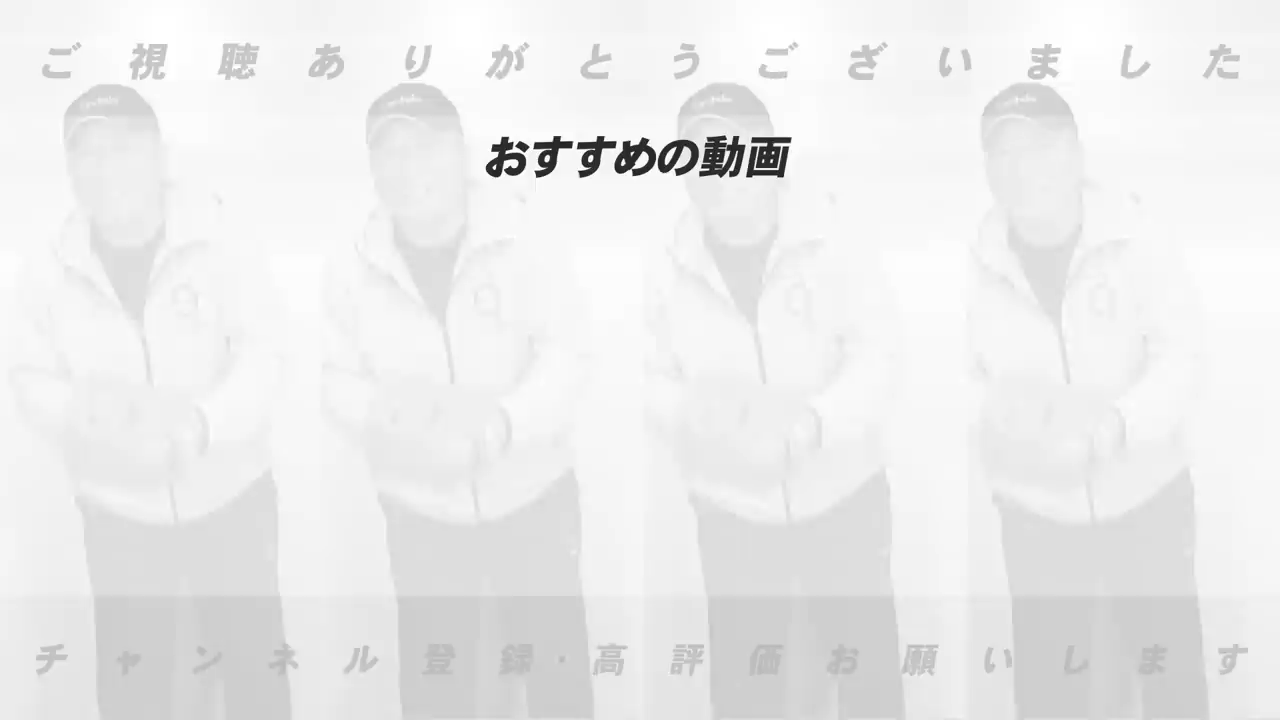 ご視聴ありがとうございました
おすすめの動画
チャンネル登録・高評価お願いします